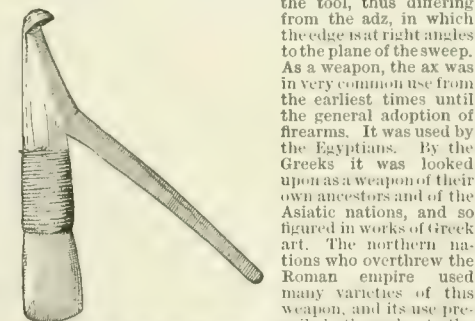 the tool, thus differing
from the adz, in which
the edge is at right angles
to the plane of the sweep.
As a weapon, the ax was
in very common use from
the earliest times until
the general adoption of
firearms. It was used by
the Egyptians. By the
Greeks it was looked
upon as a weapon of their
own ancestors and of the
Asiatic nations, and so
figured in works of Greek
art. The northern na-
tions who overthrew the
Roman empire used
many varieties of this
weapon, and its use pre-